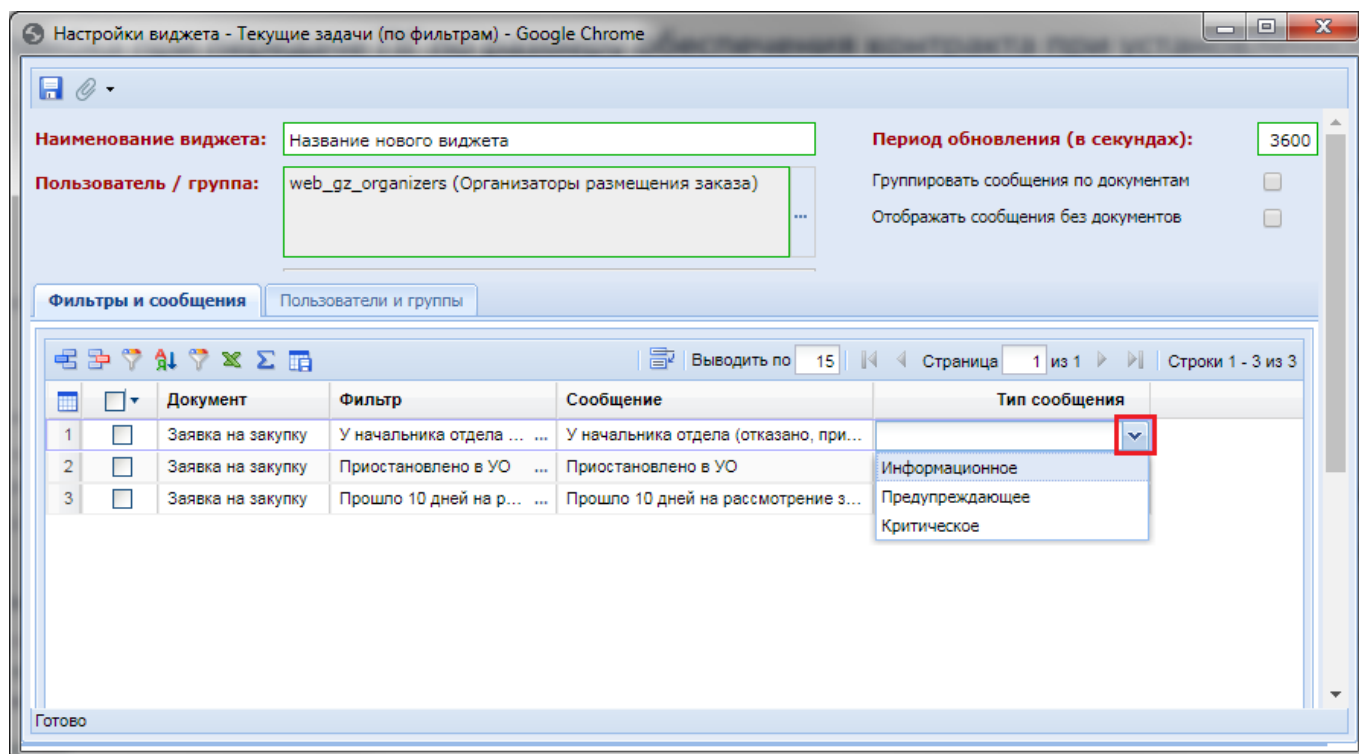 Настройки виджета - Текущие задачи (по фильтрам) - Google Chrome
обеспечения контракта при
Наименование виджета: Название нового виджета Период обновления (в секундах): 3600
Пользователь / группа: web_gz_organizers (Организаторы размещения заказа) ... Группировать сообщения по документам
Отображать сообщения без документов
Фильтры и сообщения Пользователи и группы
Выводить по 15 Страница 1 из 1 Строки 1 - 3 из 3
Документ Фильтр Сообщение Тип сообщения
1 Заявка на закупку У начальника отдела ... ... У начальника отдела (отказано, при...
2 Заявка на закупку Приостановлено в УО ... Приостановлено в УО
3 Заявка на закупку Прошло 10 дней на р... ... Прошло 10 дней на рассмотрение з...
Информационное
Предупреждающее
Критическое
Готово